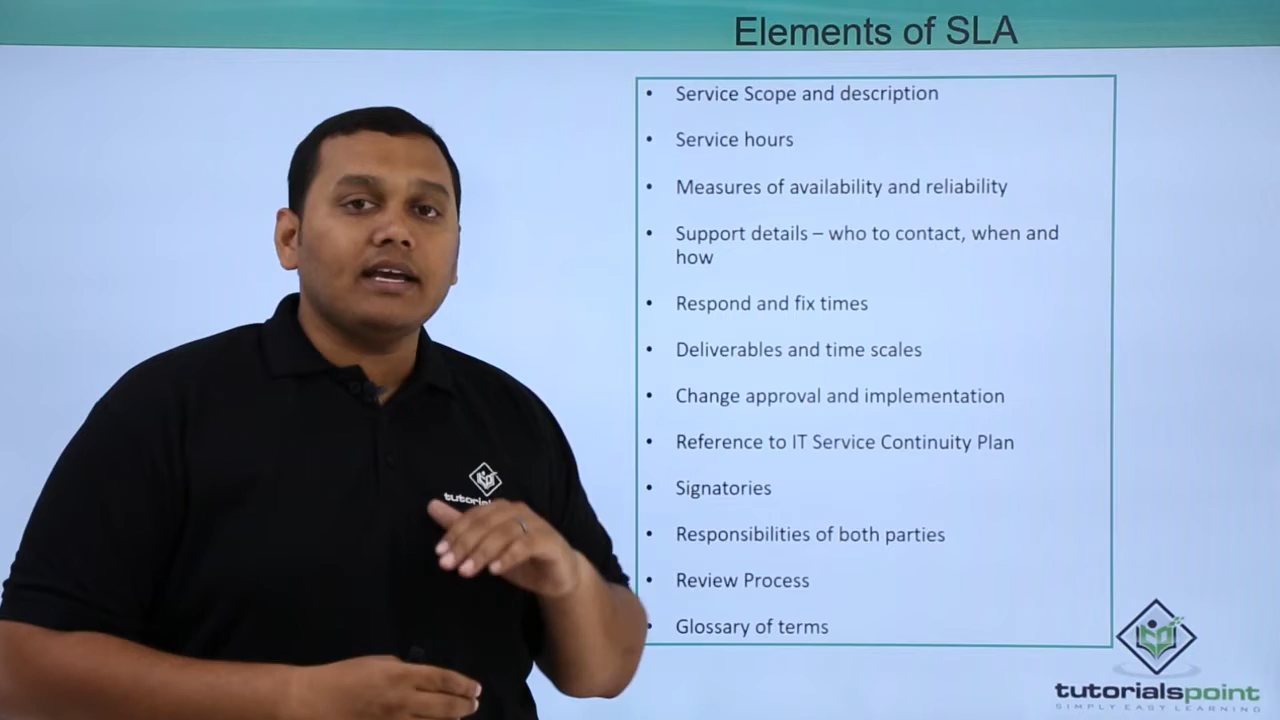 Elements of SLA
• Service Scope and description
• Service hours
• Measures of availability and reliability
• Support details – who to contact, when and
how
• Respond and fix times
• Deliverables and time scales
• Change approval and implementation
• Reference to IT Service Continuity Plan
• Signatories
• Responsibilities of both parties
• Review Process
• Glossary of terms
tutorialspoint
SIMPLY EASY LEARNING